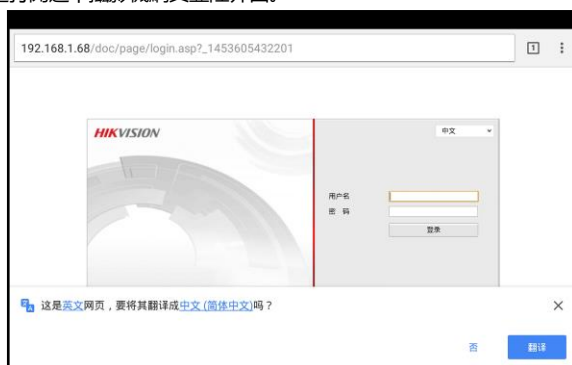 192.168.1.68/doc/page/login.asp?_1453605432201
1
HIKVISION
中文
用户名
密 码
登录
这是英文网页，要将其翻译成中文 (简体中文)吗？
否
翻译